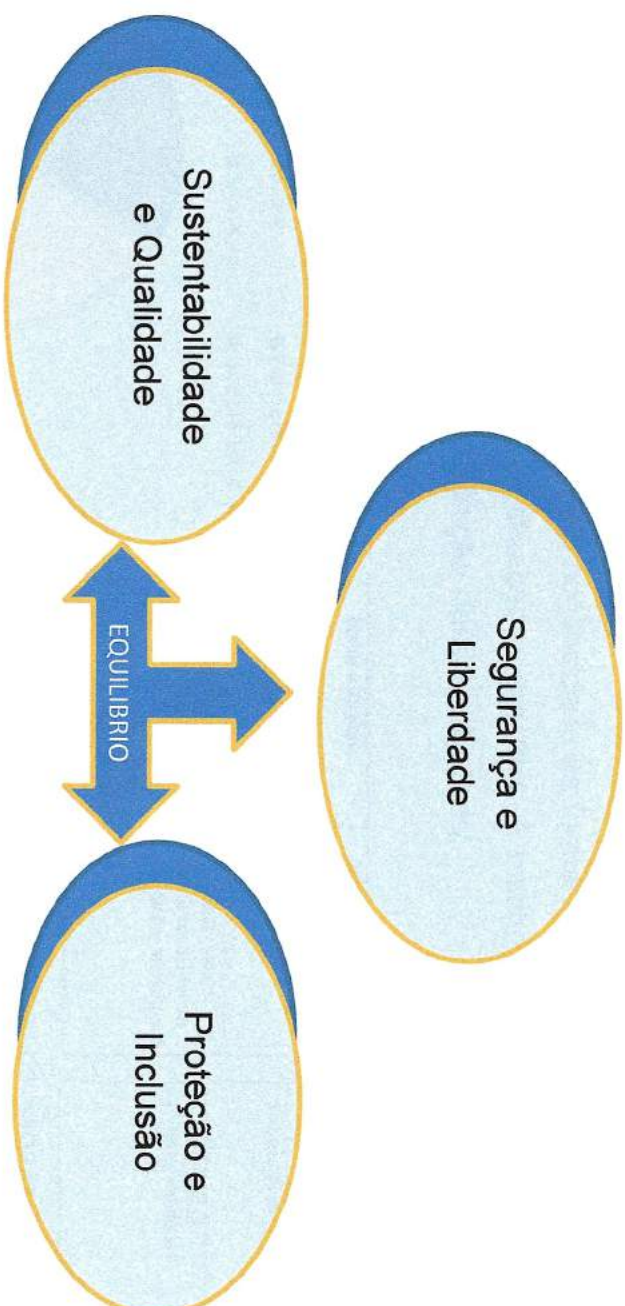 Segurança e
Liberdade
Sustentabilidade
e Qualidade
EQUILIBRIO
Proteção e
Inclusão